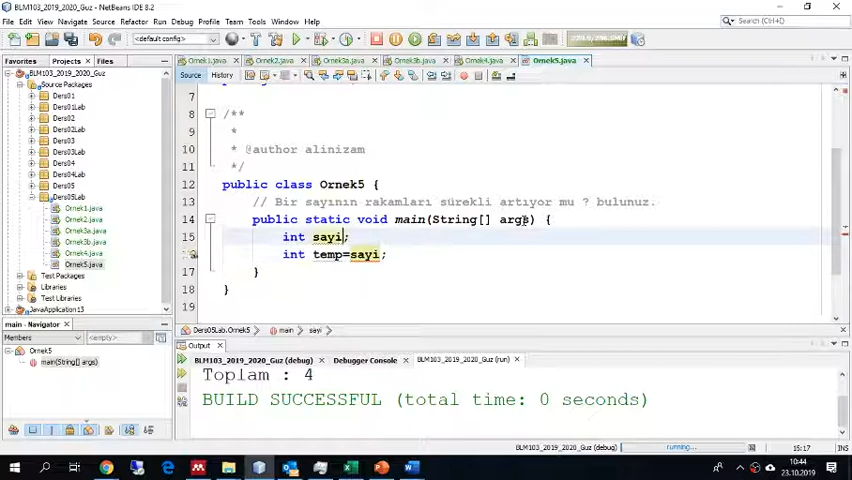 BLM103_2019_2020_Guz - NetBeans IDE 8.2
File Edit View Navigate Source Refactor Run Debug Profile Team Tools Window Help
Search (Ctrl+I)
<default config>
Favorites Projects Files
Ornek1.java Ornek2.java Ornek3a.java Ornek3b.java Ornek4.java Ornek5.java
Source History
BLM103_2019_2020_Guz
Source Packages
Ders01
Ders01Lab
Ders02
Ders02Lab
Ders03
Ders03Lab
Ders04
Ders04Lab
Ders05
Ders05Lab
Ornek1.java
Ornek2.java
Ornek3a.java
Ornek3b.java
Ornek4.java
Ornek5.java
Test Packages
Libraries
Test Libraries
JavaApplication13
7
8 /**
9 *
10 * @author alinizam
11 */
12 public class Ornek5 {
13 // Bir sayının rakamları sürekli artıyor mu ? bulunuz.
14 public static void main(String[] args) {
15 int sayi;
int temp=sayi;
17 }
18 }
19
Ders05Lab.Ornek5 main sayi
main - Navigator
Members <empty>
Ornek5
main(String[] args)
Output
BLM103_2019_2020_Guz (debug) Debugger Console BLM103_2019_2020_Guz (run)
Toplam : 4
BUILD SUCCESSFUL (total time: 0 seconds)
BLM103_2019_2020_Guz (debug) running... 15:17 INS
10:44
23.10.2019